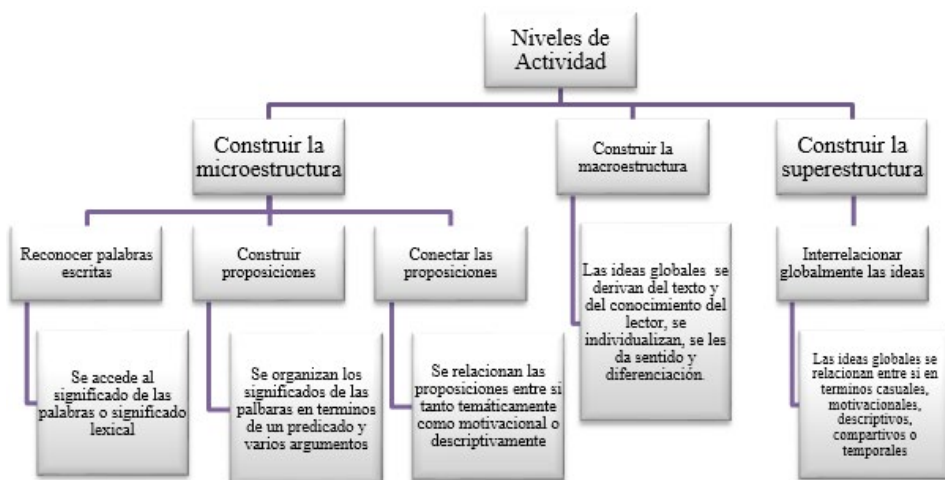 Niveles de
Actividad
Construir la
microestructura
Construir la
macroestructura
Construir la
superestructura
Reconocer palabras
escritas
Construir
proposiciones
Conectar las
proposiciones
Interrelacionar
globalmente las ideas
Se accede al
significado de las
palabras o significado
lexical
Se organizan los
significados de las
palbaras en terminos
de un predicado y
varios argumentos
Se relacionan las
proposiciones entre si
tanto temáticamente
como motivacional o
descriptivamente
Las ideas globales se
derivan del texto y
del conocimiento del
lector, se
individualizan, se les
da sentido y
diferenciación.
Las ideas globales se
relacionan entre si en
terminos casuales,
motivacionales,
descriptivos,
compartivos o
temporales